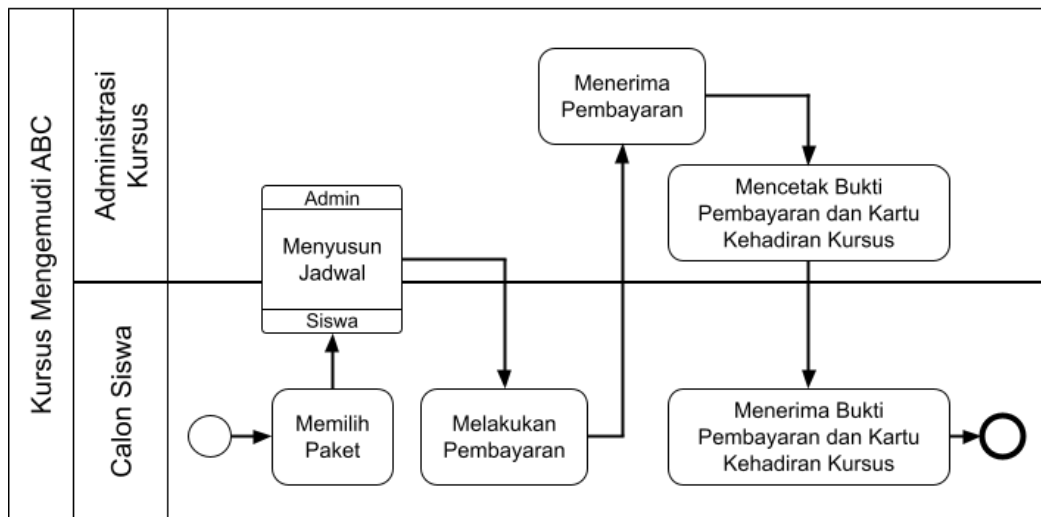 Kursus Mengemudi ABC
Administrasi
Kursus
Calon Siswa
Menerima
Pembayaran
Admin
Menyusun
Jadwal
Siswa
Mencetak Bukti
Pembayaran dan Kartu
Kehadiran Kursus
Memilih
Paket
Melakukan
Pembayaran
Menerima Bukti
Pembayaran dan Kartu
Kehadiran Kursus